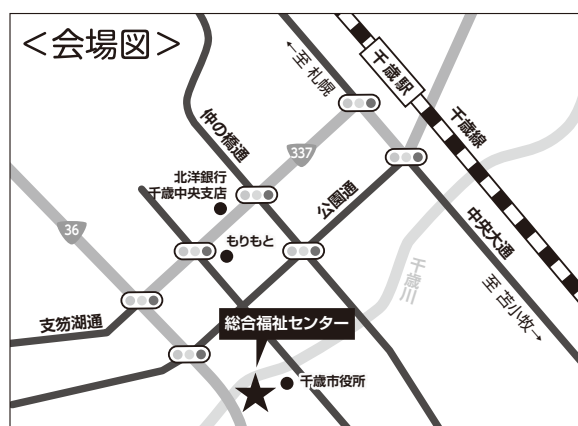 ＜会場図＞
←至 札幌
千歳駅
千歳線
仲の橋通
337
北洋銀行
千歳中央支店
公園通
もりもと
36
中央大通
千歳川
至 苫小牧→
支笏湖通
総合福祉センター
千歳市役所